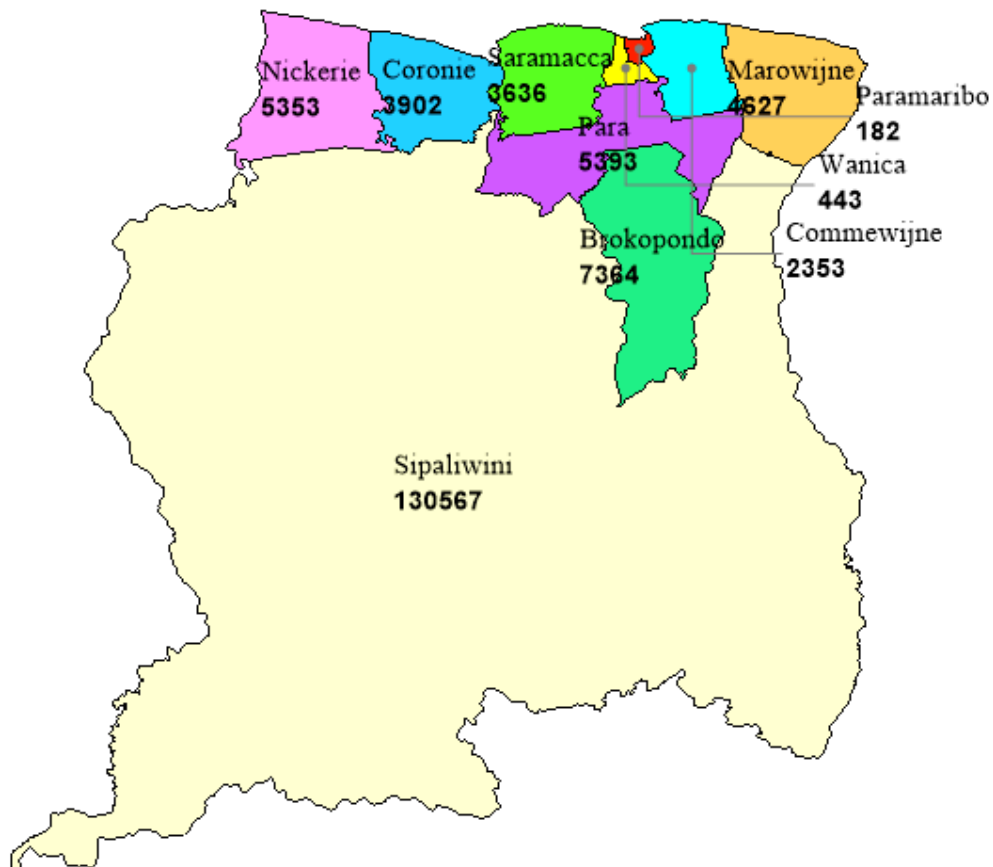 Nickerie
5353
Coronie
3902
Saramacca
3636
Marowijne
4627
Paramaribo
182
Para
5393
Wanica
443
Brokopondo
7364
Commewijne
2353
Sipaliwini
130567